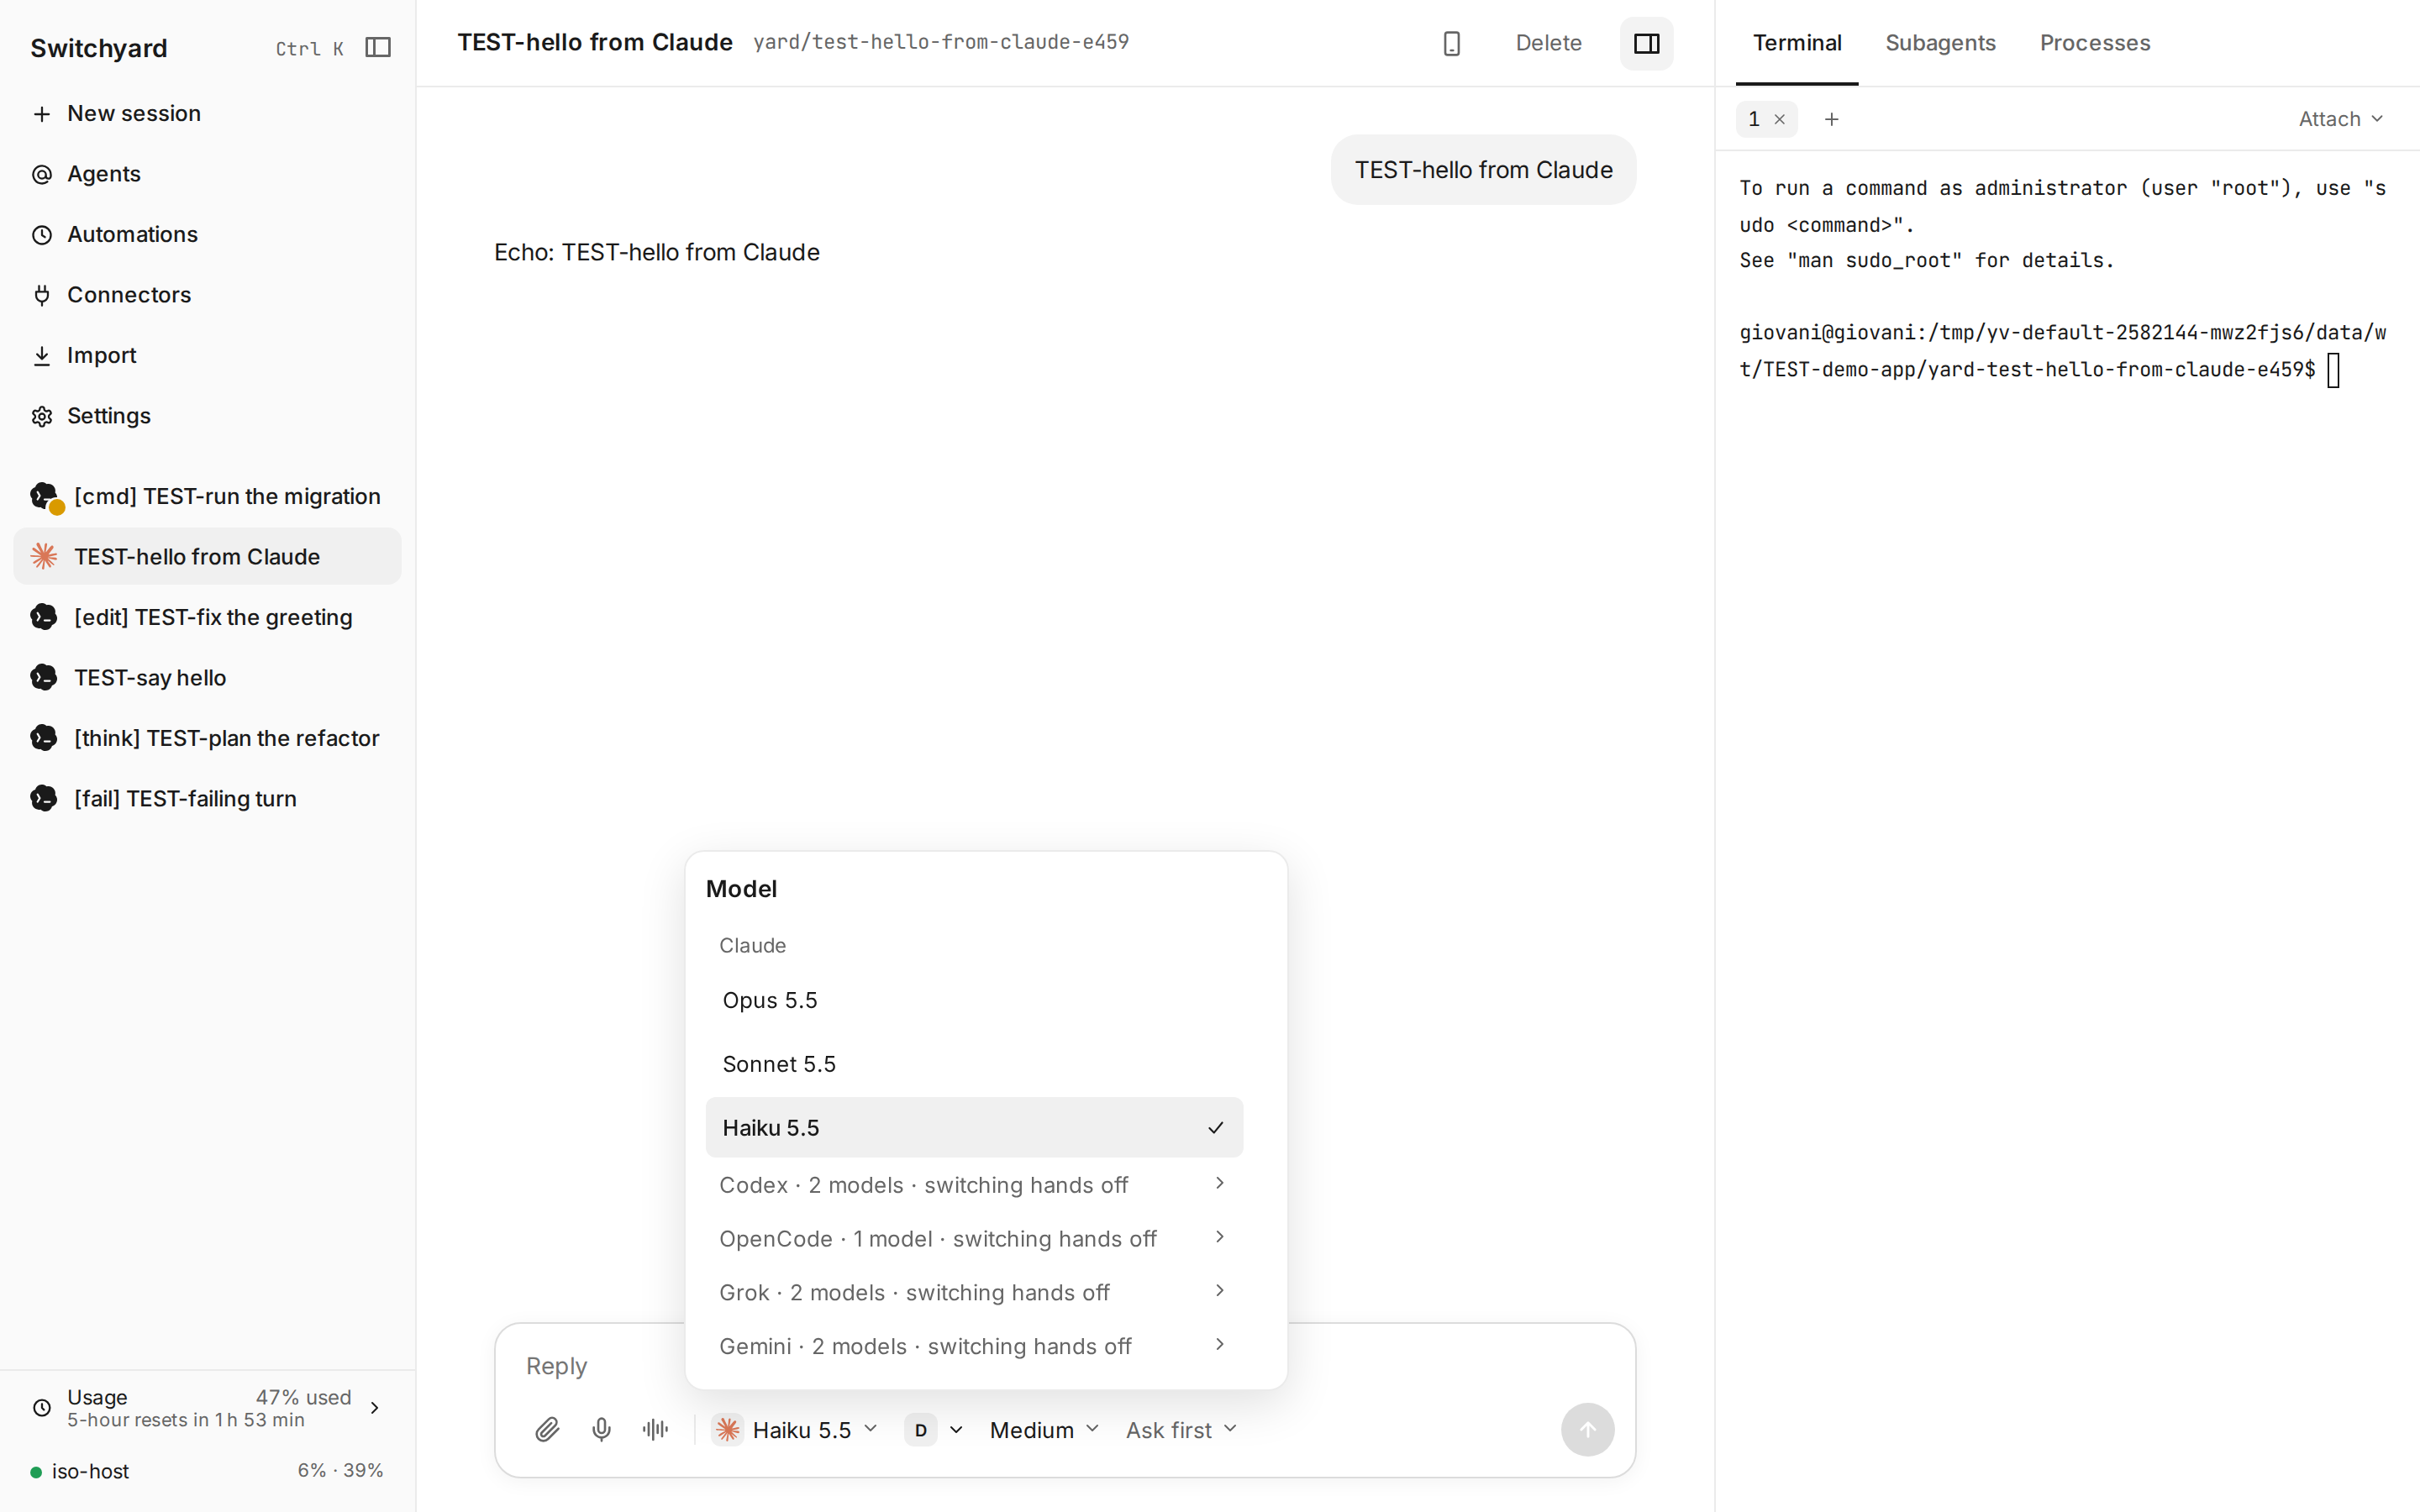 Switchyard
Ctrl K
New session
Agents
Automations
Connectors
Import
Settings
[cmd] TEST-run the migration
TEST-hello from Claude
[edit] TEST-fix the greeting
TEST-say hello
[think] TEST-plan the refactor
[fail] TEST-failing turn
Usage
47% used
5-hour resets in 1 h 53 min
iso-host
6% · 39%
TEST-hello from Claude
yard/test-hello-from-claude-e459
Delete
TEST-hello from Claude
Echo: TEST-hello from Claude
Model
Claude
Opus 5.5
Sonnet 5.5
Haiku 5.5
Codex · 2 models · switching hands off
OpenCode · 1 model · switching hands off
Grok · 2 models · switching hands off
Gemini · 2 models · switching hands off
Reply
Haiku 5.5
D
Medium
Ask first
Terminal
Subagents
Processes
1
Attach
To run a command as administrator (user "root"), use "s
udo <command>".
See "man sudo_root" for details.
giovani@giovani:/tmp/yv-default-2582144-mwz2fjs6/data/w
t/TEST-demo-app/yard-test-hello-from-claude-e459$